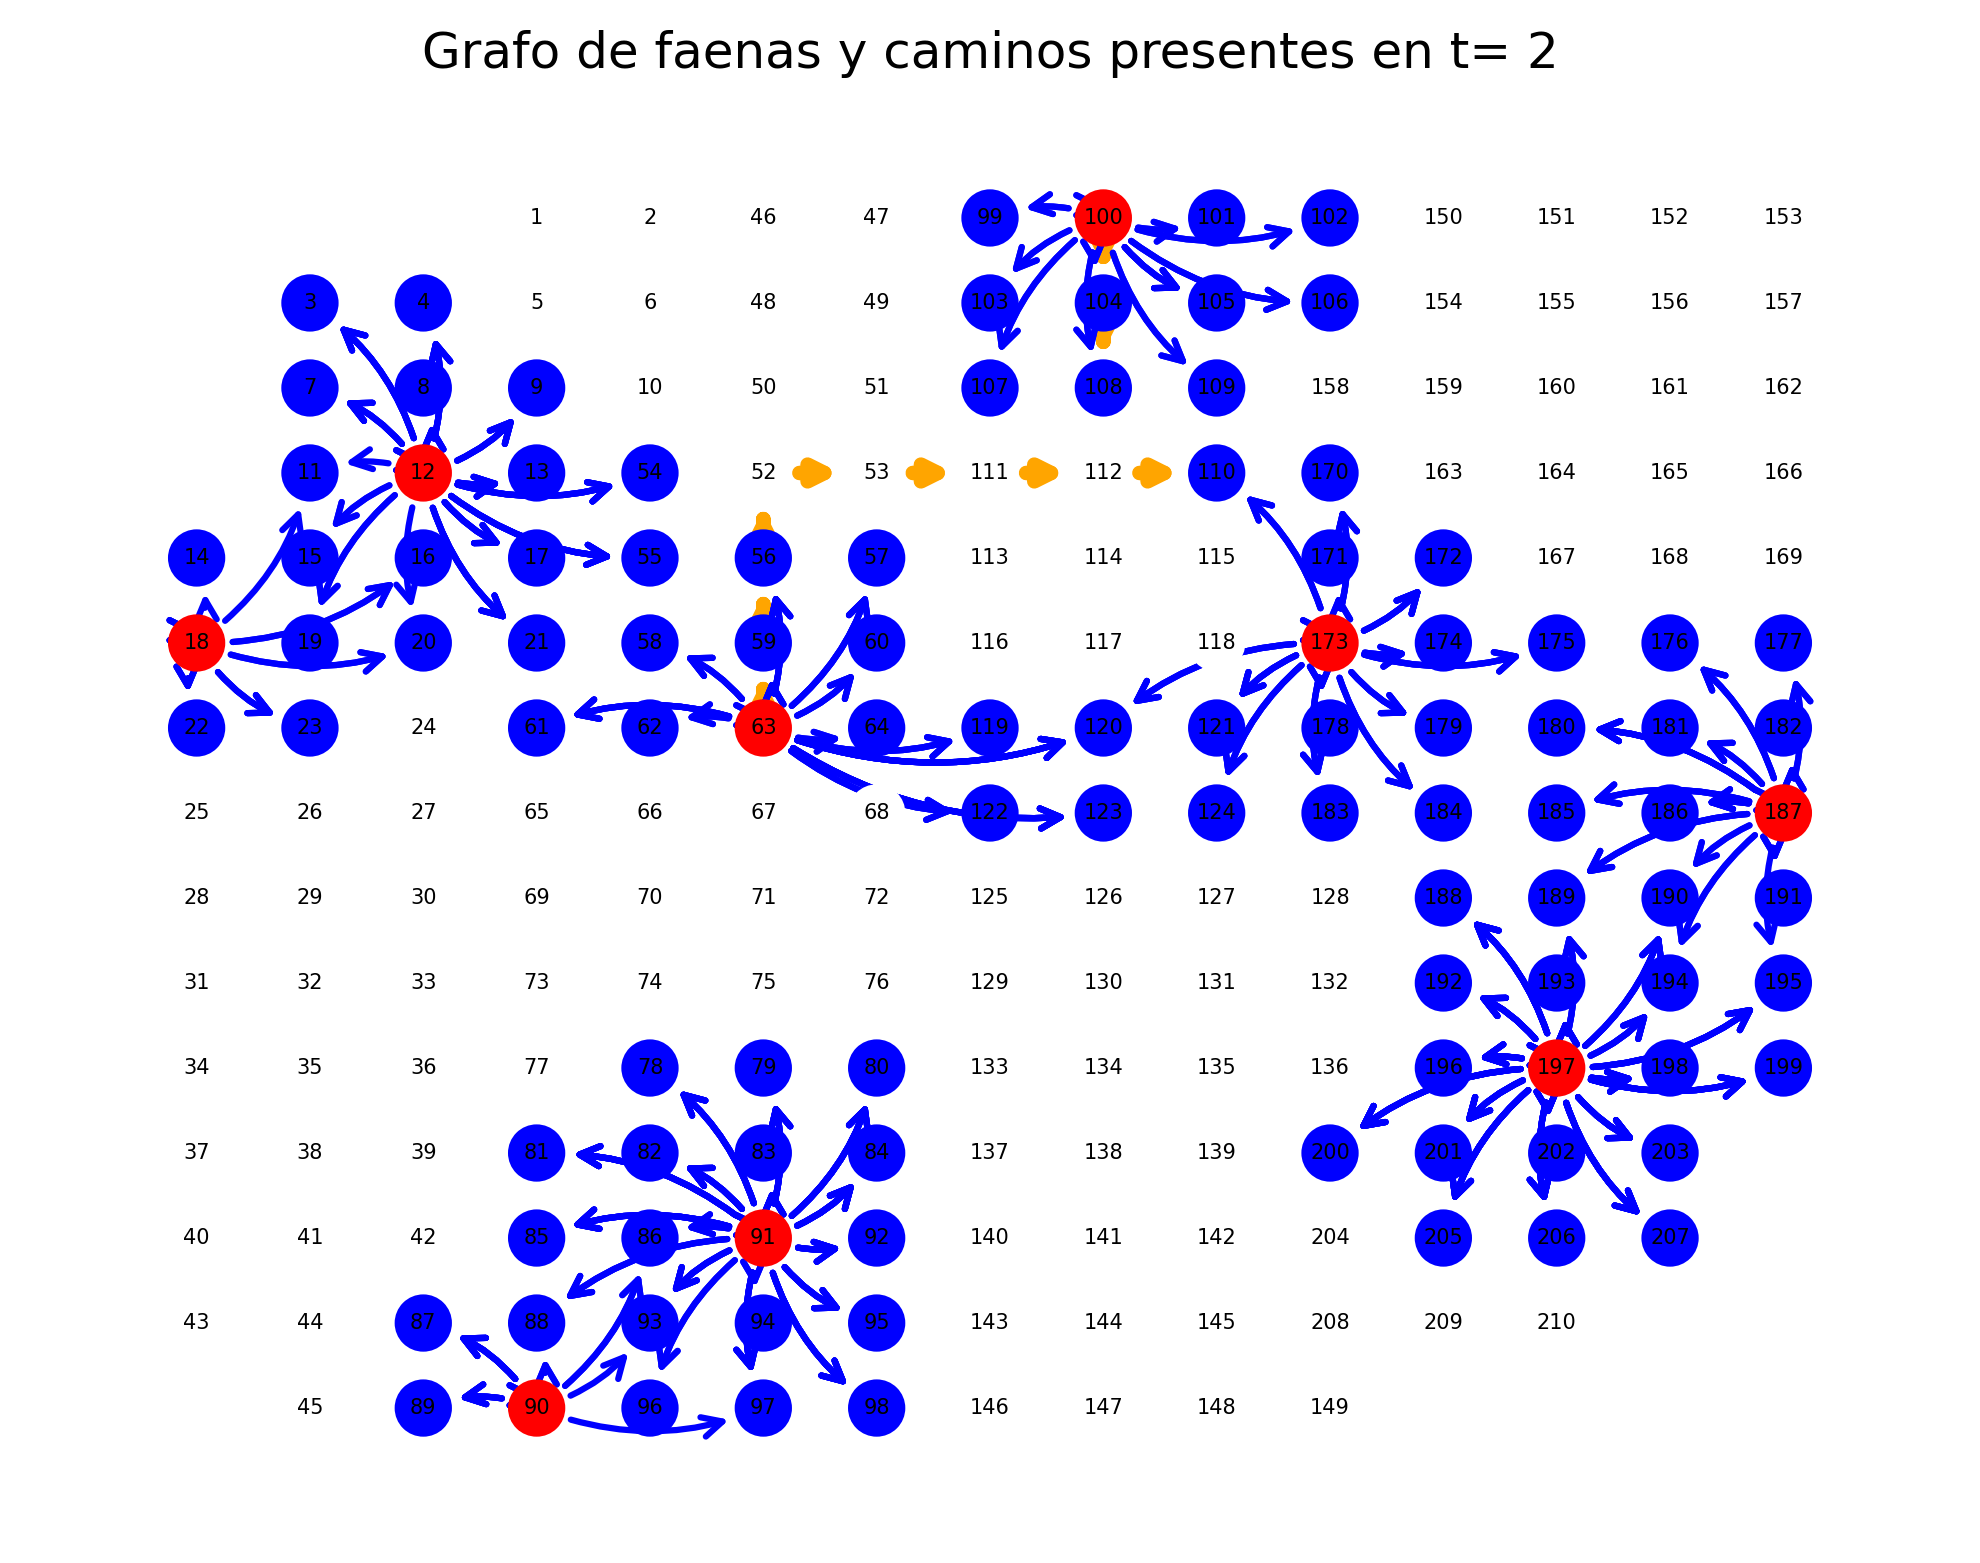 Grafo de faenas y caminos presentes en t= 2
1 2 46 47 99 100 101 102 150 151 152 153
3 4 5 6 48 49 103 104 105 106 154 155 156 157
7 8 9 10 50 51 107 108 109 158 159 160 161 162
11 12 13 54 52 53 111 112 110 170 163 164 165 166
14 15 16 17 55 56 57 113 114 115 171 172 167 168 169
18 19 20 21 58 59 60 116 117 118 173 174 175 176 177
22 23 24 61 62 63 64 119 120 121 178 179 180 181 182
25 26 27 65 66 67 68 122 123 124 183 184 185 186 187
28 29 30 69 70 71 72 125 126 127 128 188 189 190 191
31 32 33 73 74 75 76 129 130 131 132 192 193 194 195
34 35 36 77 78 79 80 133 134 135 136 196 197 198 199
37 38 39 81 82 83 84 137 138 139 200 201 202 203
40 41 42 85 86 91 92 140 141 142 204 205 206 207
43 44 87 88 93 94 95 143 144 145 208 209 210
45 89 90 96 97 98 146 147 148 149